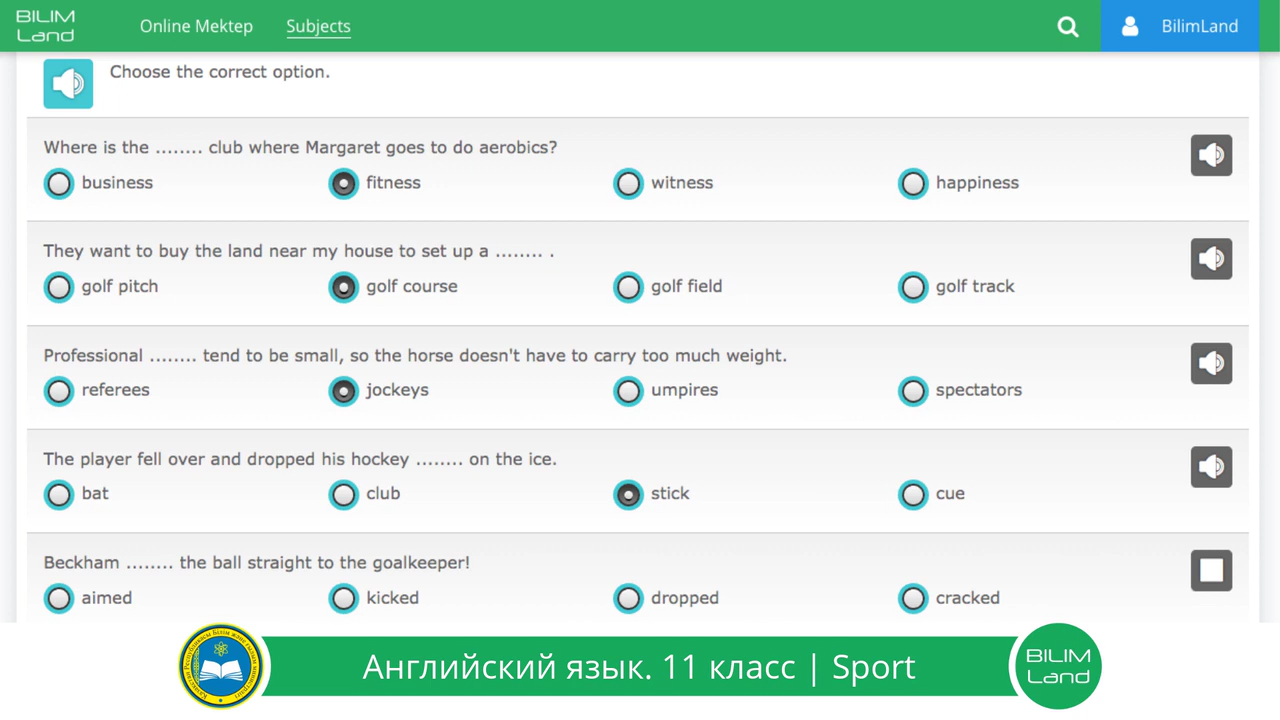 BILIM
Land
Online Mektep
Subjects
BilimLand
Choose the correct option.
Where is the ........ club where Margaret goes to do aerobics?
business
fitness
witness
happiness
They want to buy the land near my house to set up a ........ .
golf pitch
golf course
golf field
golf track
Professional ........ tend to be small, so the horse doesn't have to carry too much weight.
referees
jockeys
umpires
spectators
The player fell over and dropped his hockey ........ on the ice.
bat
club
stick
cue
Beckham ........ the ball straight to the goalkeeper!
aimed
kicked
dropped
cracked
Английский язык. 11 класс | Sport
BILIM
Land